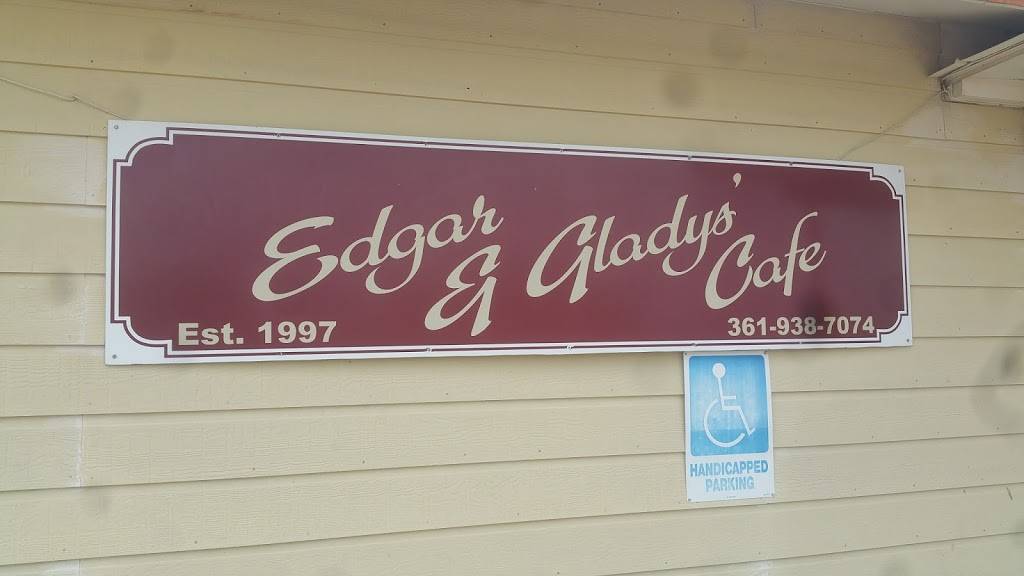 Edgar & Gladys' Cafe
Est. 1997
361-938-7074
HANDICAPPED
PARKING